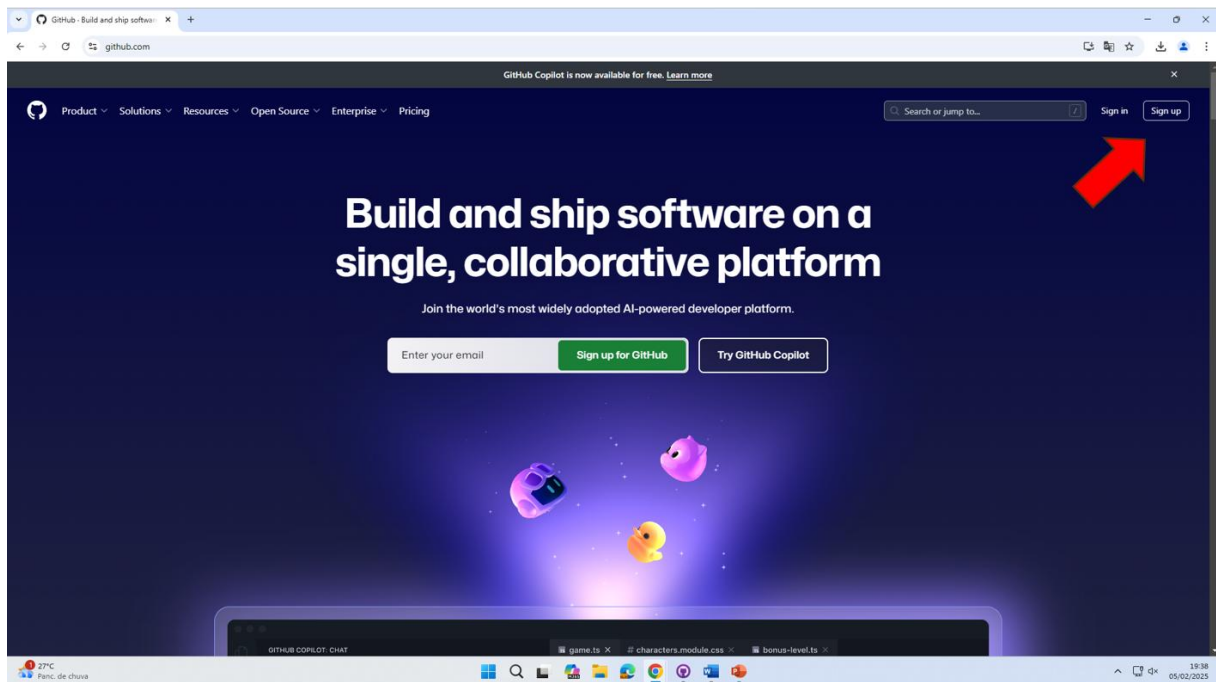 GitHub · Build and ship softwar
github.com
GitHub Copilot is now available for free. Learn more
Product Solutions Resources Open Source Enterprise Pricing Search or jump to... / Sign in Sign up
Build and ship software on a
single, collaborative platform
Join the world's most widely adopted AI-powered developer platform.
Enter your email Sign up for GitHub Try GitHub Copilot
GITHUB COPILOT: CHAT game.ts # characters.module.css bonus-level.ts
27°C 19:38
Panc. de chuva 05/02/2025